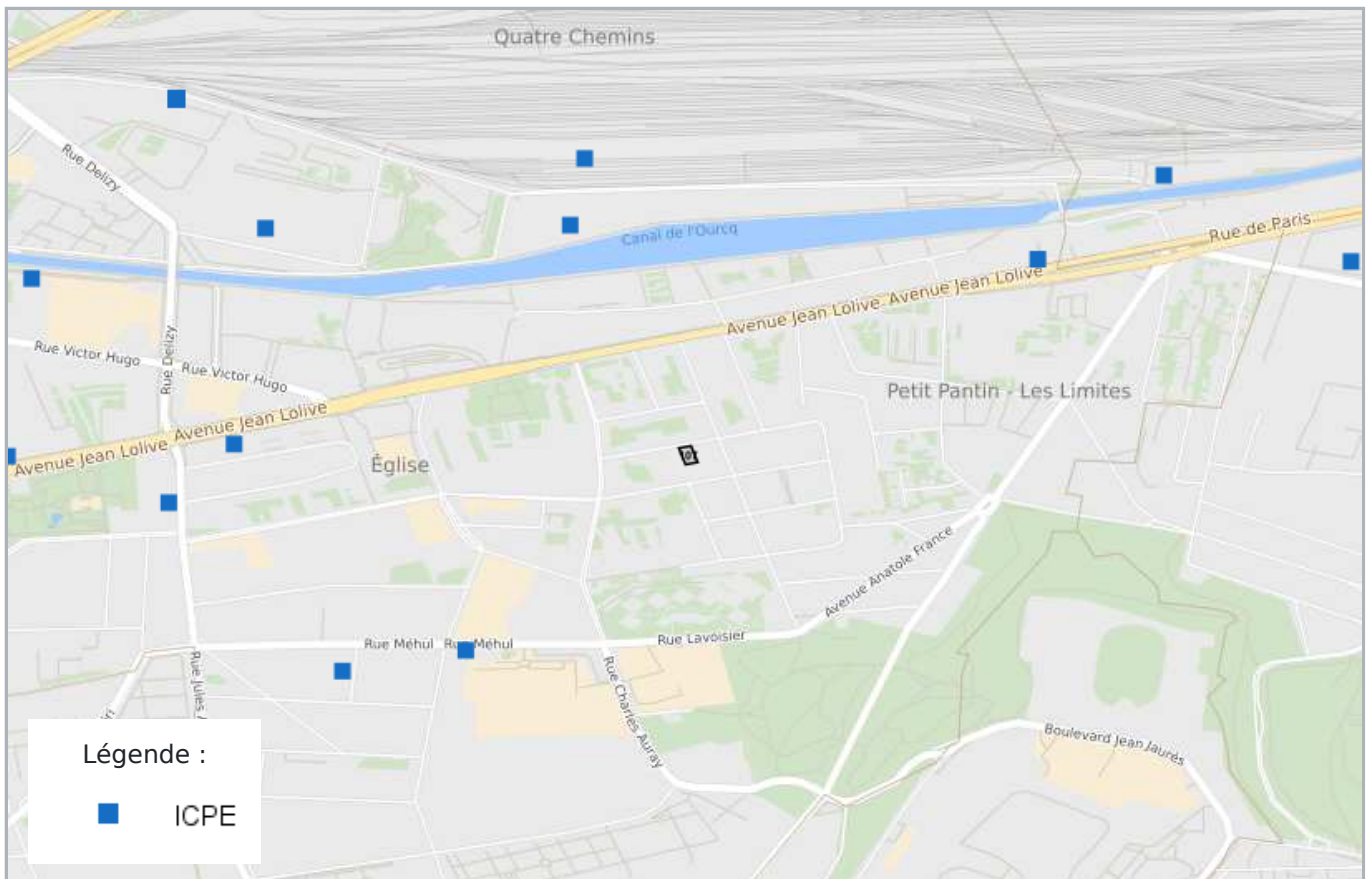 Quatre Chemins
Rue Delizy
Canal de l'Ourcq
Rue de Paris
Avenue Jean Lolive Avenue Jean Lolive
Rue Delizy
Rue Victor Hugo
Rue Victor Hugo
Petit Pantin - Les Limites
Avenue Jean Lolive Avenue Jean Lolive
Église
Avenue Anatole France
Rue Méhul
Rue Méhul
Rue Lavoisier
Rue Jules
Rue Charles Auray
Boulevard Jean Jaurès
Légende :
ICPE